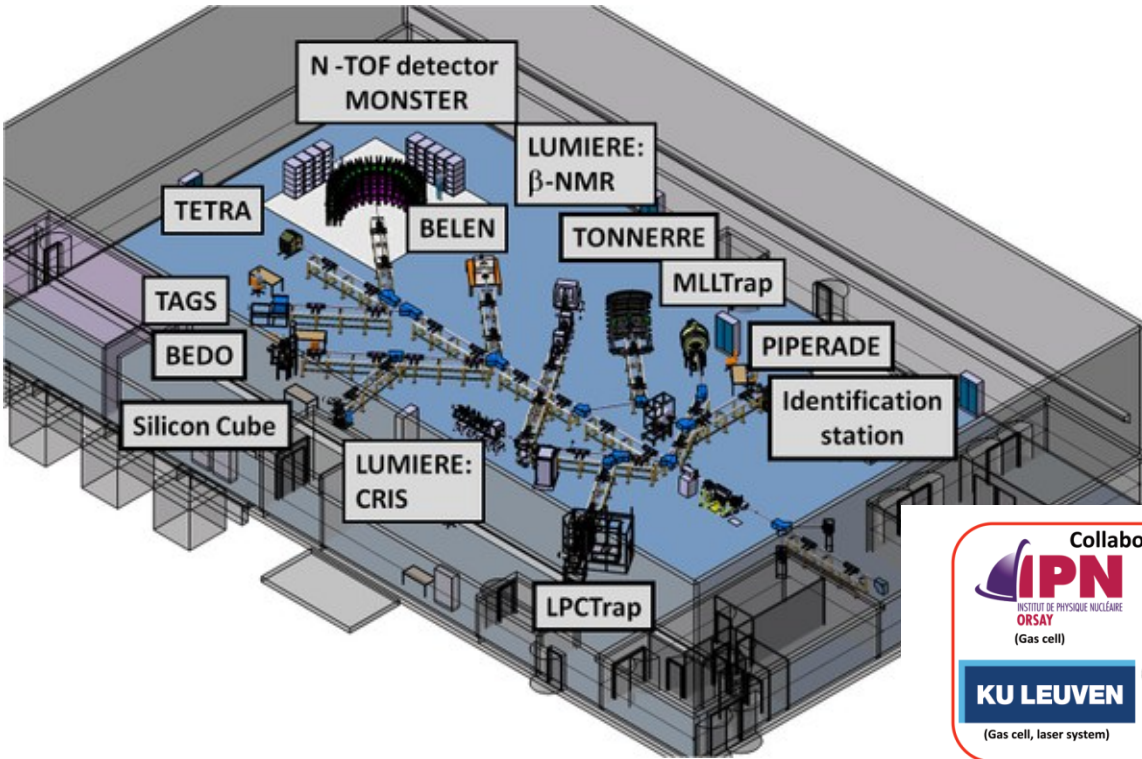 N -TOF detector
MONSTER
LUMIERE:
β-NMR
TETRA
BELEN
TONNERRE
MLLTrap
TAGS
BEDO
PIPERADE
Silicon Cube
Identification
station
LUMIERE:
CRIS
LPCTrap
Collabo
IPN
INSTITUT DE PHYSIQUE NUCLÉAIRE
ORSAY
(Gas cell)
KU LEUVEN
(Gas cell, laser system)